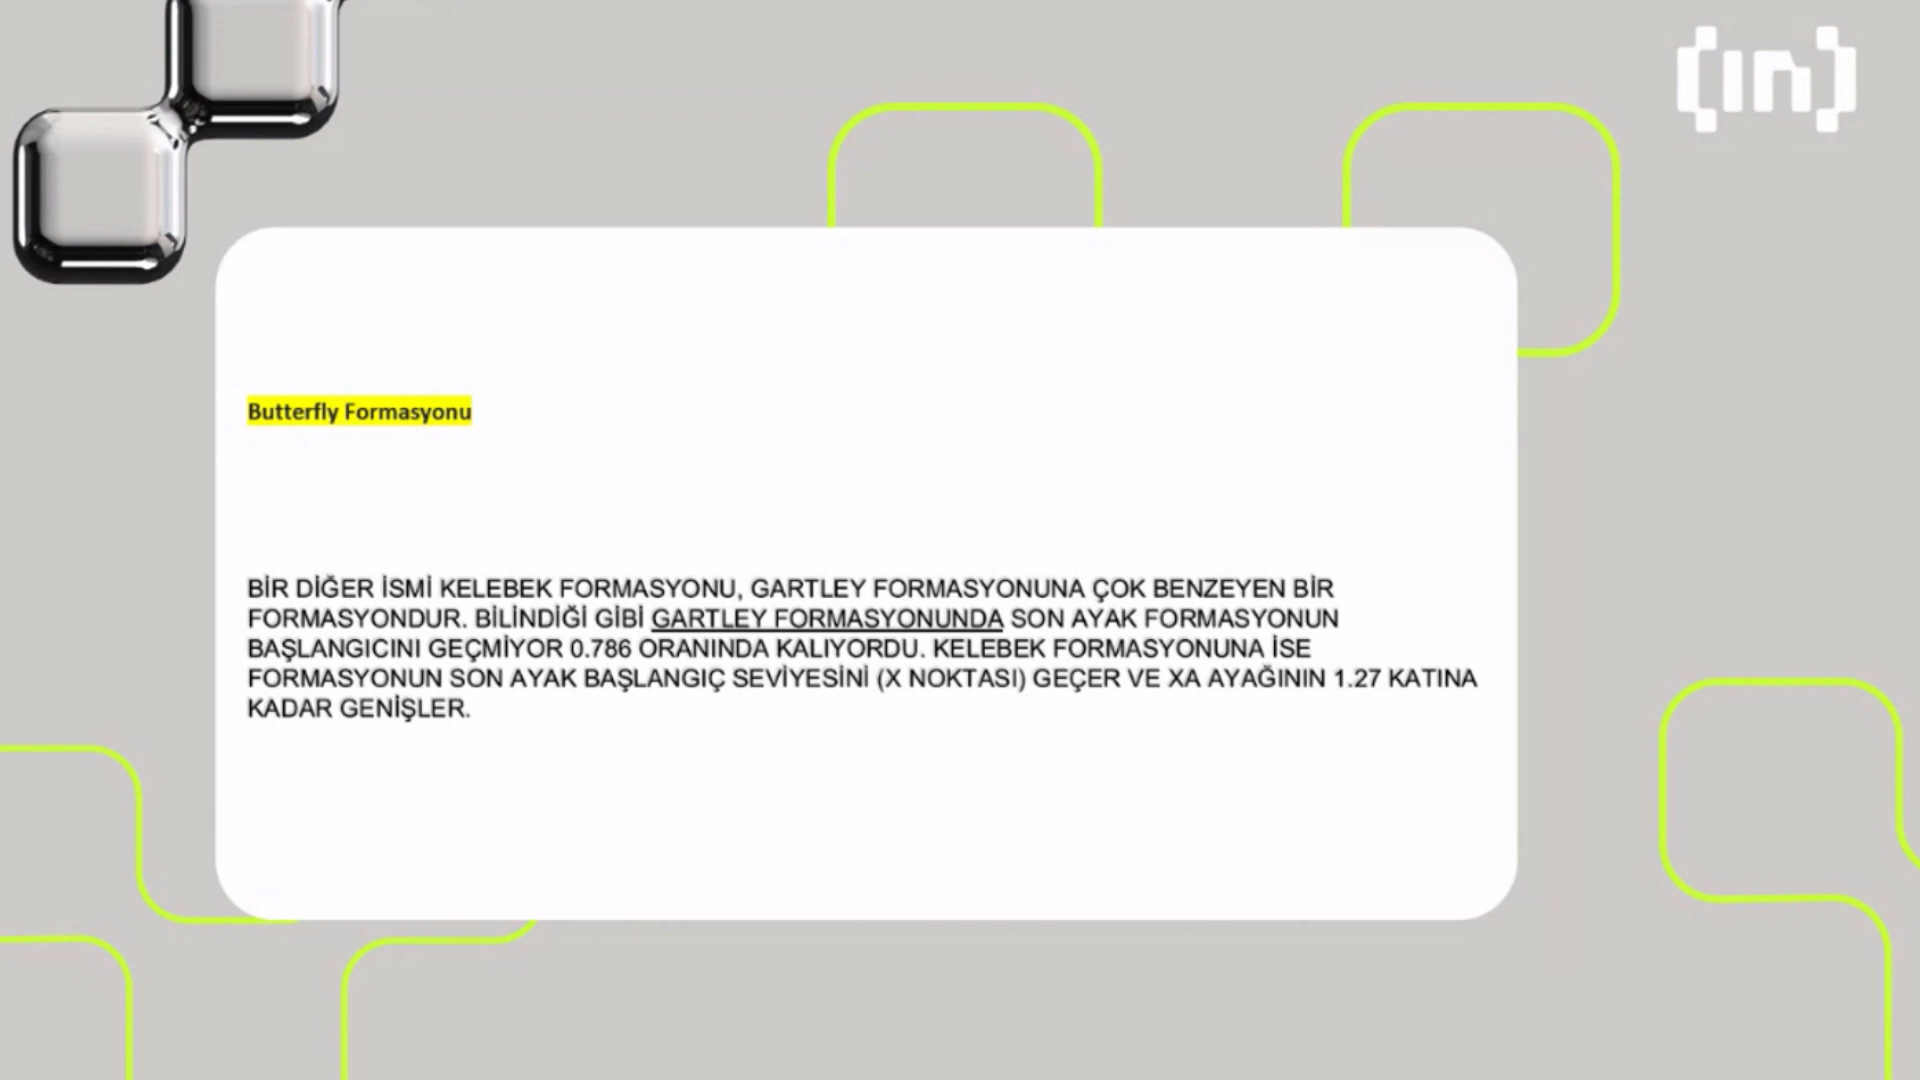 [in]
Butterfly Formasyonu
BİR DİĞER İSMİ KELEBEK FORMASYONU, GARTLEY FORMASYONUNA ÇOK BENZEYEN BİR
FORMASYONDUR. BİLİNDİĞİ GİBİ GARTLEY FORMASYONUNDA SON AYAK FORMASYONUN
BAŞLANGICINI GEÇMİYOR 0.786 ORANINDA KALIYORDU. KELEBEK FORMASYONUNA İSE
FORMASYONUN SON AYAK BAŞLANGIÇ SEVİYESİNİ (X NOKTASI) GEÇER VE XA AYAĞININ 1.27 KATINA
KADAR GENİŞLER.